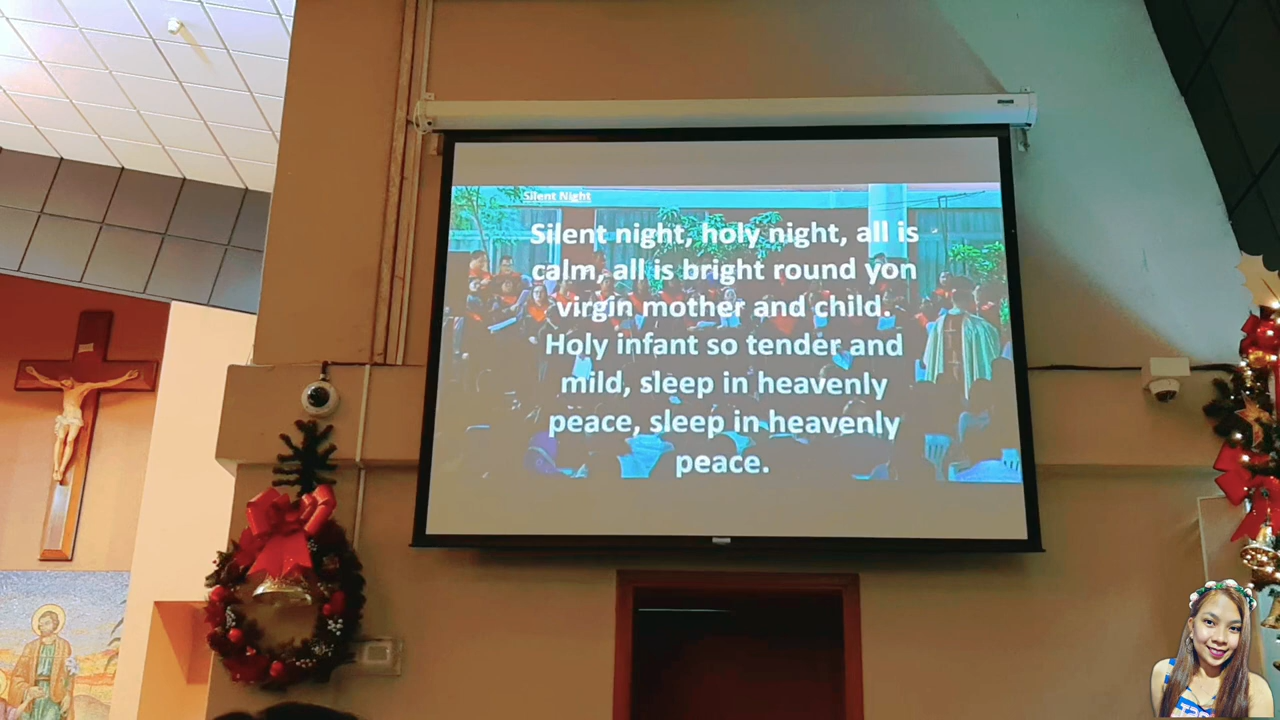 Silent Night
Silent night, holy night, all is
calm, all is bright round yon
virgin mother and child.
Holy infant so tender and
mild, sleep in heavenly
peace, sleep in heavenly
peace.